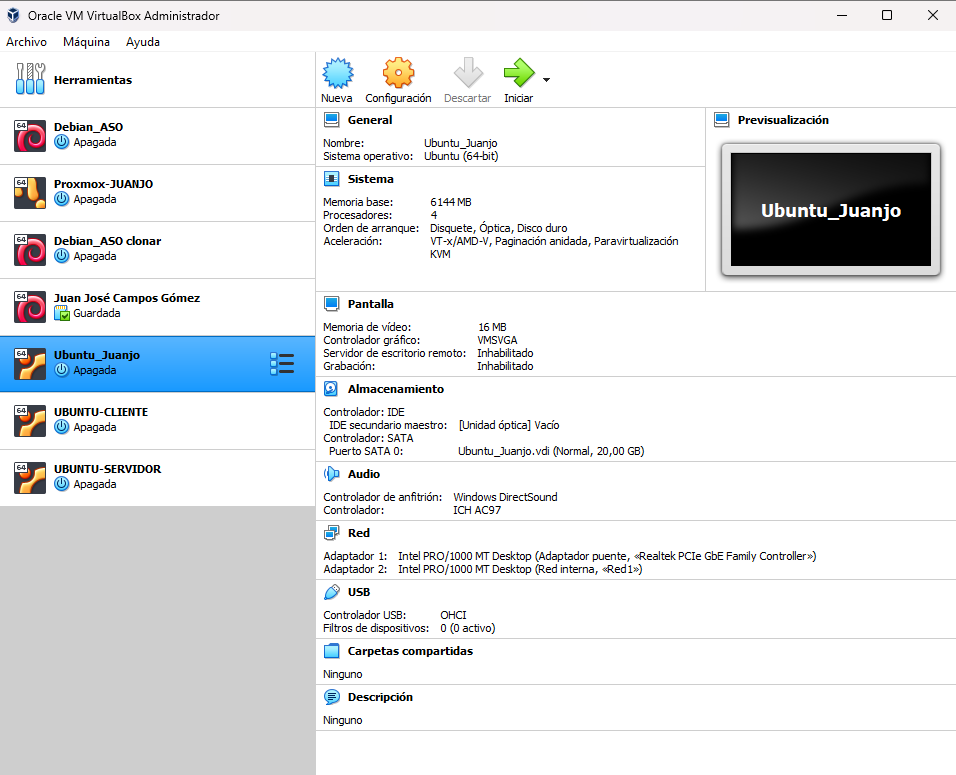 Oracle VM VirtualBox Administrador
Archivo Máquina Ayuda
Herramientas
Nueva Configuración Descartar Iniciar
64
Debian_ASO
Apagada
64
Proxmox-JUANJO
Apagada
64
Debian_ASO clonar
Apagada
64
Juan José Campos Gómez
Guardada
64
Ubuntu_Juanjo
Apagada
64
UBUNTU-CLIENTE
Apagada
64
UBUNTU-SERVIDOR
Apagada
General
Nombre: Ubuntu_Juanjo
Sistema operativo: Ubuntu (64-bit)
Sistema
Memoria base: 6144 MB
Procesadores: 4
Orden de arranque: Disquete, Óptica, Disco duro
Aceleración: VT-x/AMD-V, Paginación anidada, Paravirtualización
KVM
Previsualización
Ubuntu_Juanjo
Pantalla
Memoria de vídeo: 16 MB
Controlador gráfico: VMSVGA
Servidor de escritorio remoto: Inhabilitado
Grabación: Inhabilitado
Almacenamiento
Controlador: IDE
IDE secundario maestro: [Unidad óptica] Vacío
Controlador: SATA
Puerto SATA 0: Ubuntu_Juanjo.vdi (Normal, 20,00 GB)
Audio
Controlador de anfitrión: Windows DirectSound
Controlador: ICH AC97
Red
Adaptador 1: Intel PRO/1000 MT Desktop (Adaptador puente, «Realtek PCIe GbE Family Controller»)
Adaptador 2: Intel PRO/1000 MT Desktop (Red interna, «Red1»)
USB
Controlador USB: OHCI
Filtros de dispositivos: 0 (0 activo)
Carpetas compartidas
Ninguno
Descripción
Ninguno